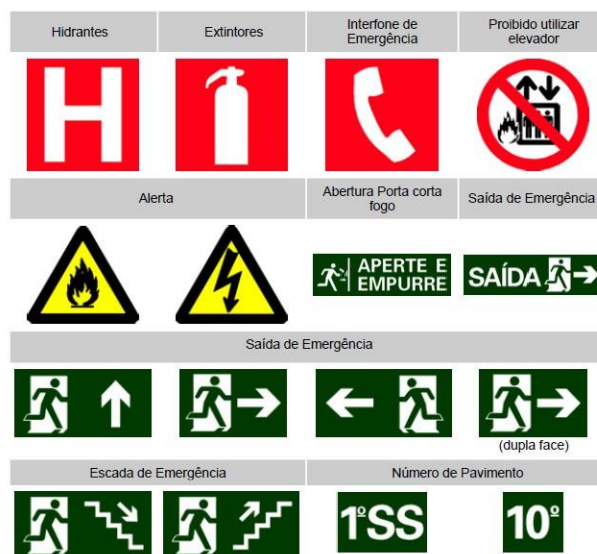 Hidrantes
Extintores
Interfone de
Emergência
Proibido utilizar
elevador
H
Alerta
Abertura Porta corta
fogo
Saída de Emergência
APERTE E
EMPURRE
SAÍDA
Saída de Emergência
(dupla face)
Escada de Emergência
Número de Pavimento
1ºSS
10º